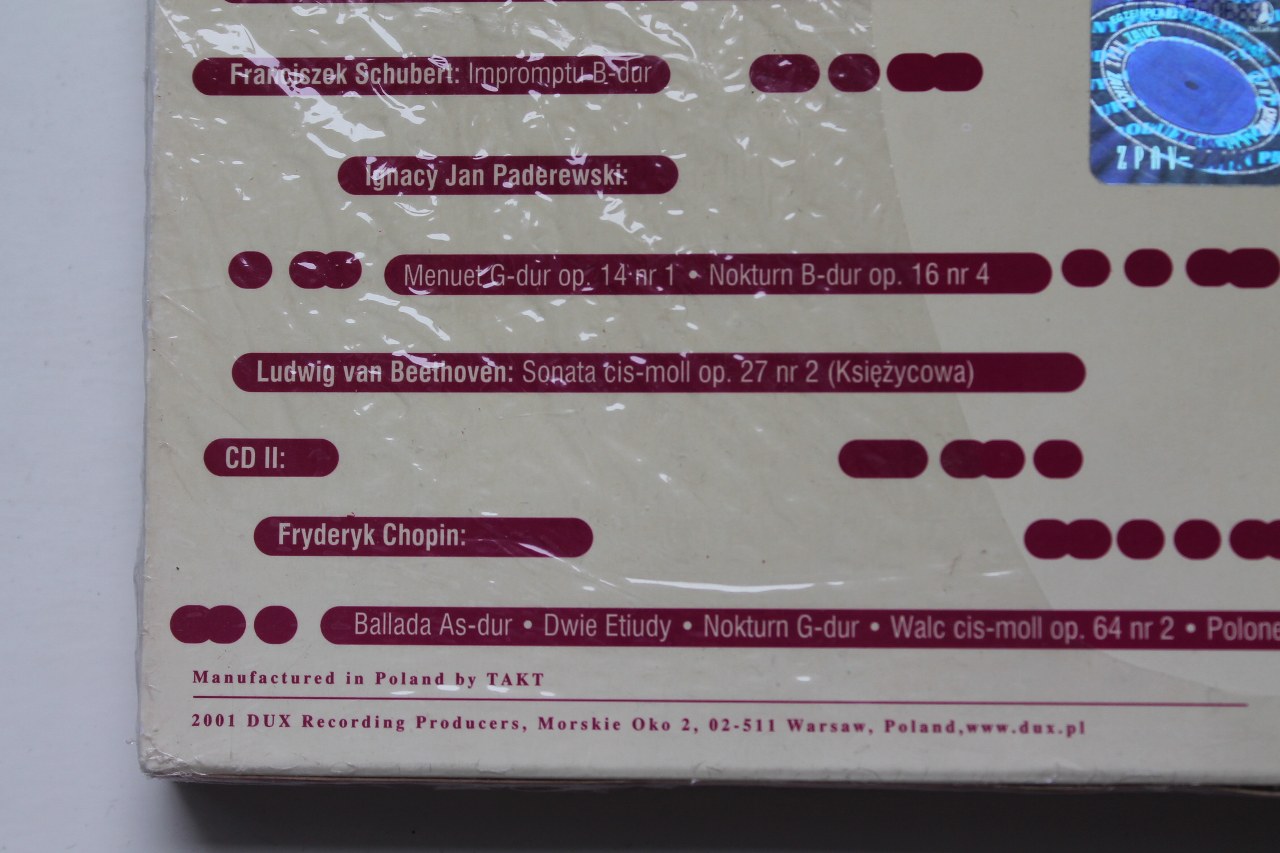 Franciszek Schubert: Impromptu B-dur
Ignacy Jan Paderewski:
Menuet G-dur op. 14 nr 1 • Nokturn B-dur op. 16 nr 4
Ludwig van Beethoven: Sonata cis-moll op. 27 nr 2 (Księżycowa)
CD II:
Fryderyk Chopin:
Ballada As-dur • Dwie Etiudy • Nokturn G-dur • Walc cis-moll op. 64 nr 2 •
Manufactured in Poland by TAKT
2001 DUX Recording Producers, Morskie Oko 2, 02-511 Warsaw, Poland,www.dux.pl
ZPAV